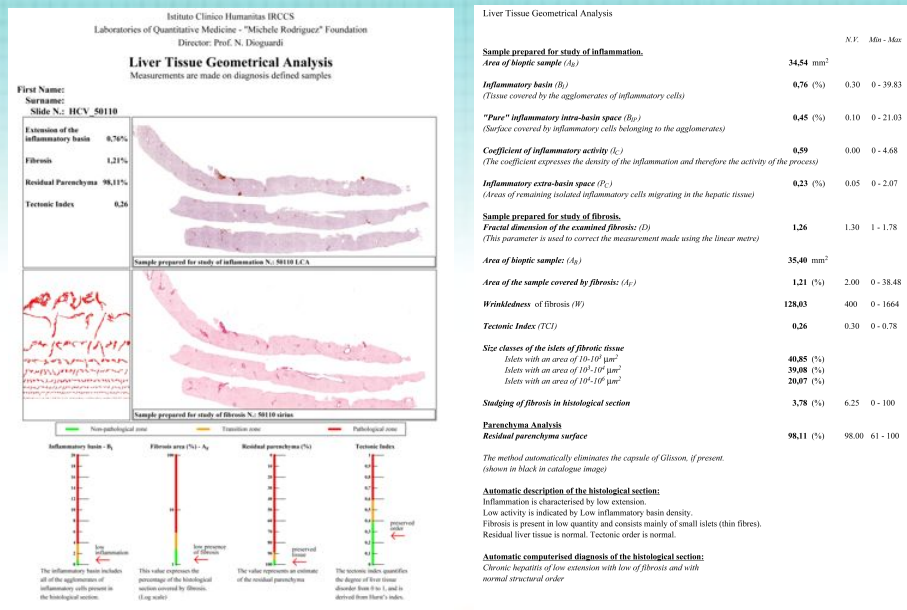 Istituto Clinico Humanitas IRCCS
Laboratories of Quantitative Medicine - "Michele Rodriguez" Foundation
Director: Prof. N. Dioguardi
Liver Tissue Geometrical Analysis
Measurements are made on diagnosis defined samples
First Name:
Surname:
Slide N.: HCV_50110
Extension of the
inflammatory basin 0,76%
Fibrosis 1,21%
Residual Parenchyma 98,11%
Tectonic Index 0,26
Sample prepared for study of inflammation N.: 50110 LCA
Sample prepared for study of fibrosis N.: 50110 sirius
Non-pathological zone Transition zone Pathological zone
Inflammatory basin - BI
low
inflammation
The inflammatory basin includes
all of the agglomerates of
inflammatory cells present in
the histological section.
Fibrosis area (%) - AF
low presence
of fibrosis
This value expresses the
percentage of the histological
section covered by fibrosis.
(Log scale)
Residual parenchyma (%)
preserved
tissue
The value represents an estimate
of the residual parenchyma
Tectonic Index
preserved
order
The tectonic index quantifies
the degree of liver tissue
disorder from 0 to 1, and is
derived from Hurst's index.
Liver Tissue Geometrical Analysis
N.V. Min - Max
Sample prepared for study of inflammation.
Area of bioptic sample (AB) 34,54 mm²
Inflammatory basin (BI) 0,76 (%) 0.30 0 - 39.83
(Tissue covered by the agglomerates of inflammatory cells)
"Pure" inflammatory intra-basin space (BIP) 0,45 (%) 0.10 0 - 21.03
(Surface covered by inflammatory cells belonging to the agglomerates)
Coefficient of inflammatory activity (IC) 0,59 0.00 0 - 4.68
(The coefficient expresses the density of the inflammation and therefore the activity of the process)
Inflammatory extra-basin space (PC) 0,23 (%) 0.05 0 - 2.07
(Areas of remaining isolated inflammatory cells migrating in the hepatic tissue)
Sample prepared for study of fibrosis.
Fractal dimension of the examined fibrosis: (D) 1,26 1.30 1 - 1.78
(This parameter is used to correct the measurement made using the linear metre)
Area of bioptic sample: (AB) 35,40 mm²
Area of the sample covered by fibrosis: (AF) 1,21 (%) 2.00 0 - 38.48
Wrinkledness of fibrosis (W) 128,03 400 0 - 1664
Tectonic Index (TCI) 0,26 0.30 0 - 0.78
Size classes of the islets of fibrotic tissue
Islets with an area of 10-10³ µm² 40,85 (%)
Islets with an area of 10³-10⁴ µm² 39,08 (%)
Islets with an area of 10⁴-10⁶ µm² 20,07 (%)
Studging of fibrosis in histological section 3,78 (%) 6.25 0 - 100
Parenchyma Analysis
Residual parenchyma surface 98,11 (%) 98.00 61 - 100
The method automatically eliminates the capsule of Glisson, if present.
(shown in black in catalogue image)
Automatic description of the histological section:
Inflammation is characterised by low extension.
Low activity is indicated by Low inflammatory basin density.
Fibrosis is present in low quantity and consists mainly of small islets (thin fibres).
Residual liver tissue is normal. Tectonic order is normal.
Automatic computerised diagnosis of the histological section:
Chronic hepatitis of low extension with low of fibrosis and with
normal structural order